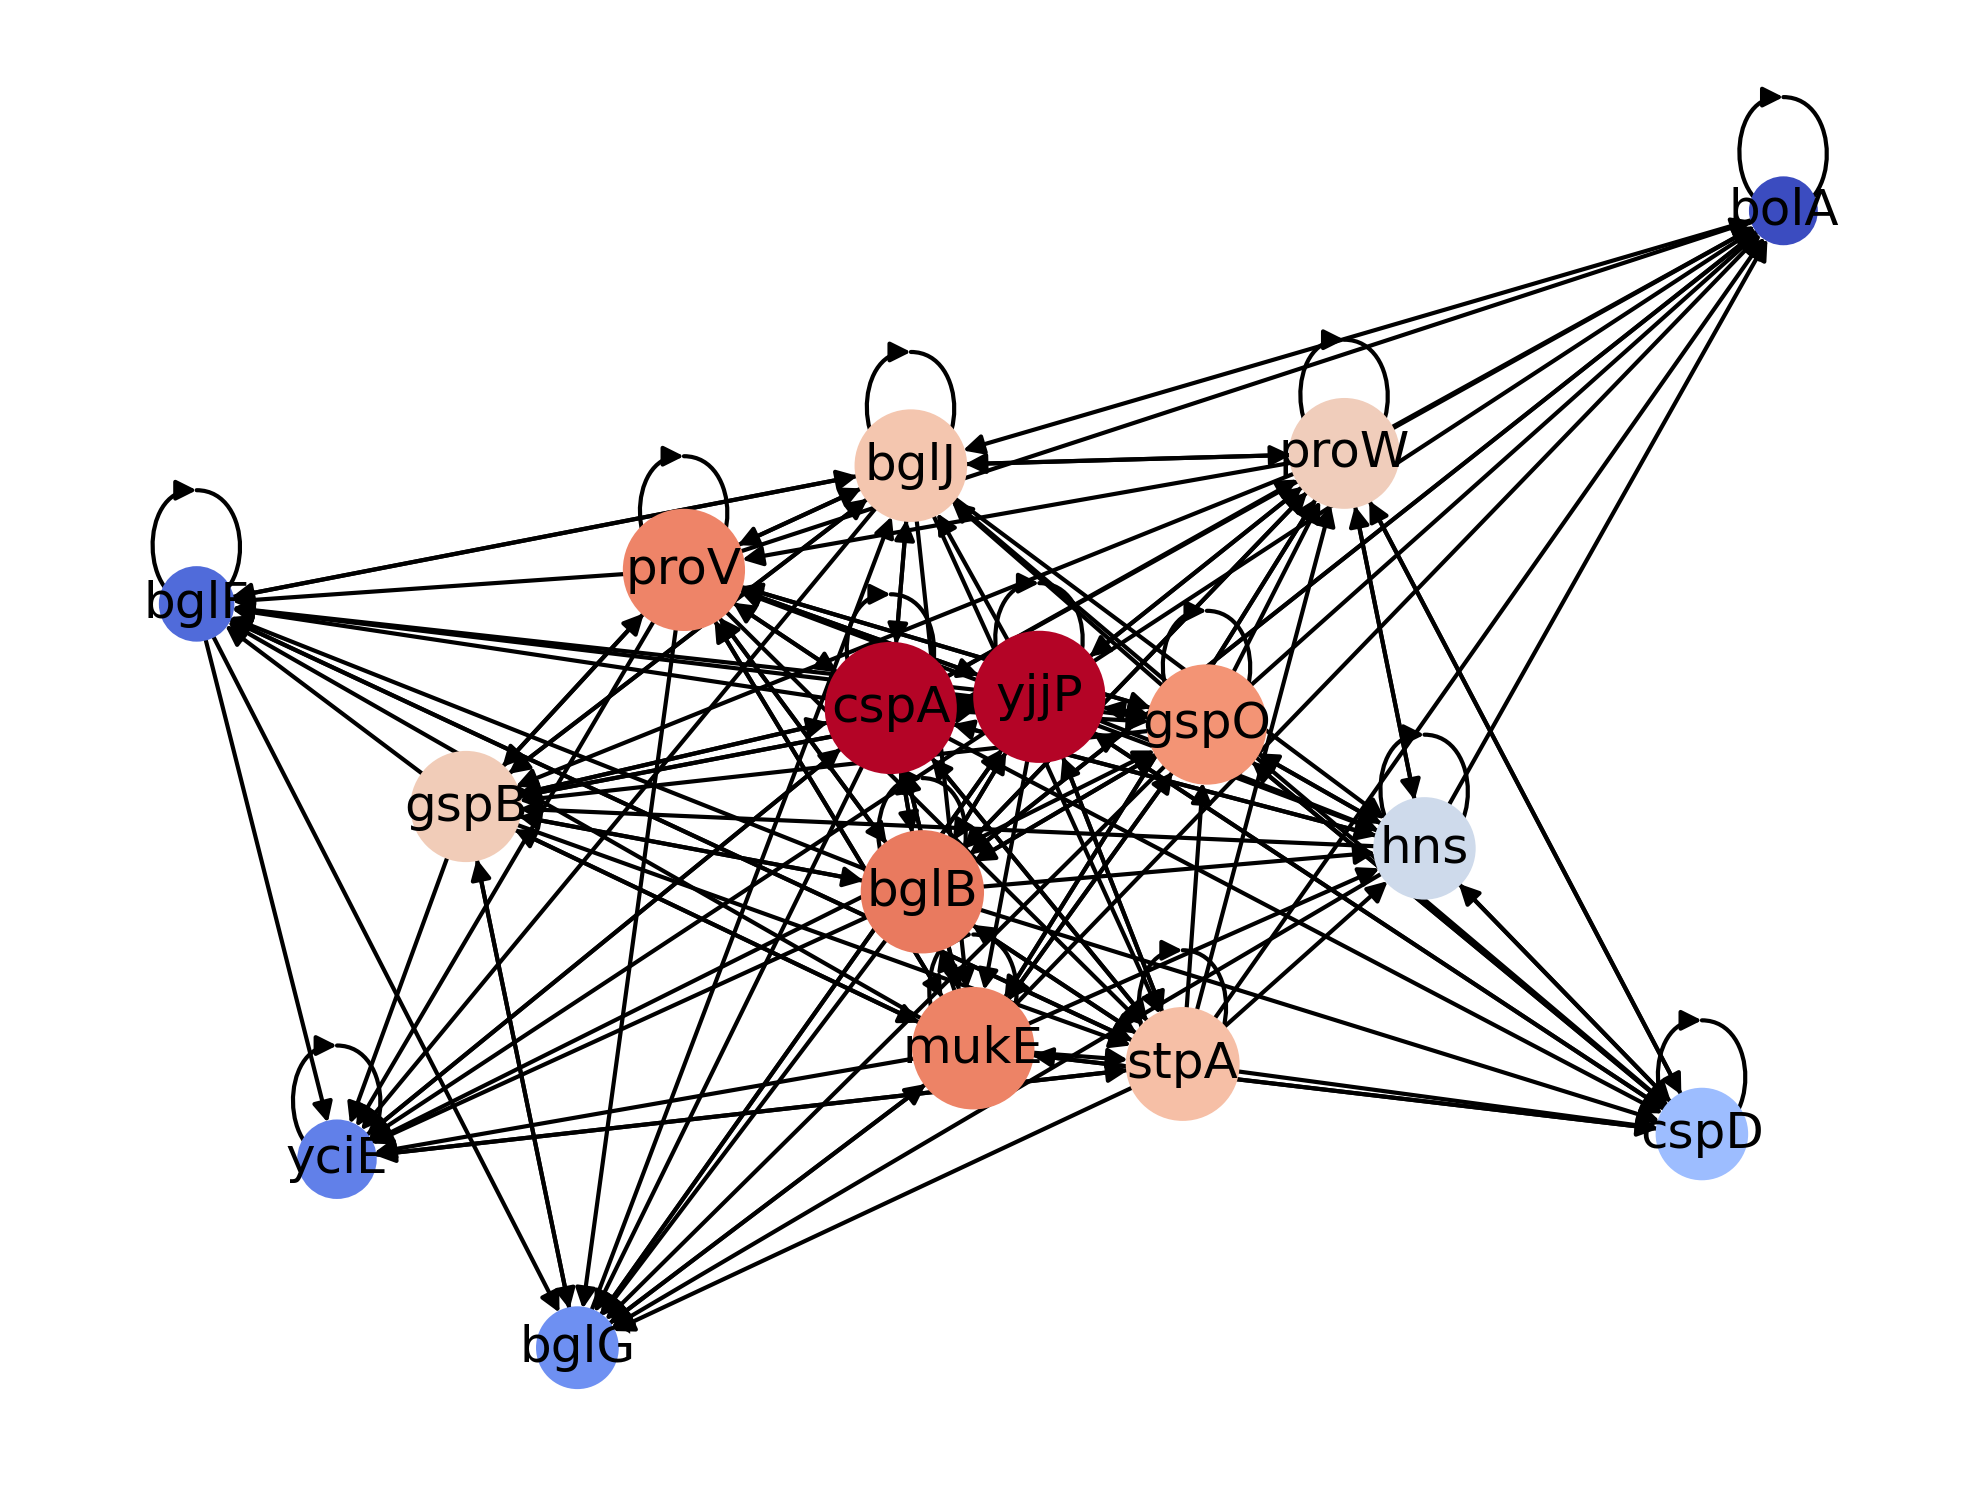 bolA
bglJ
proW
proV
bglF
cspA
yjjP
gspO
gspB
hns
bglB
mukE
stpA
cspD
yciE
bglG